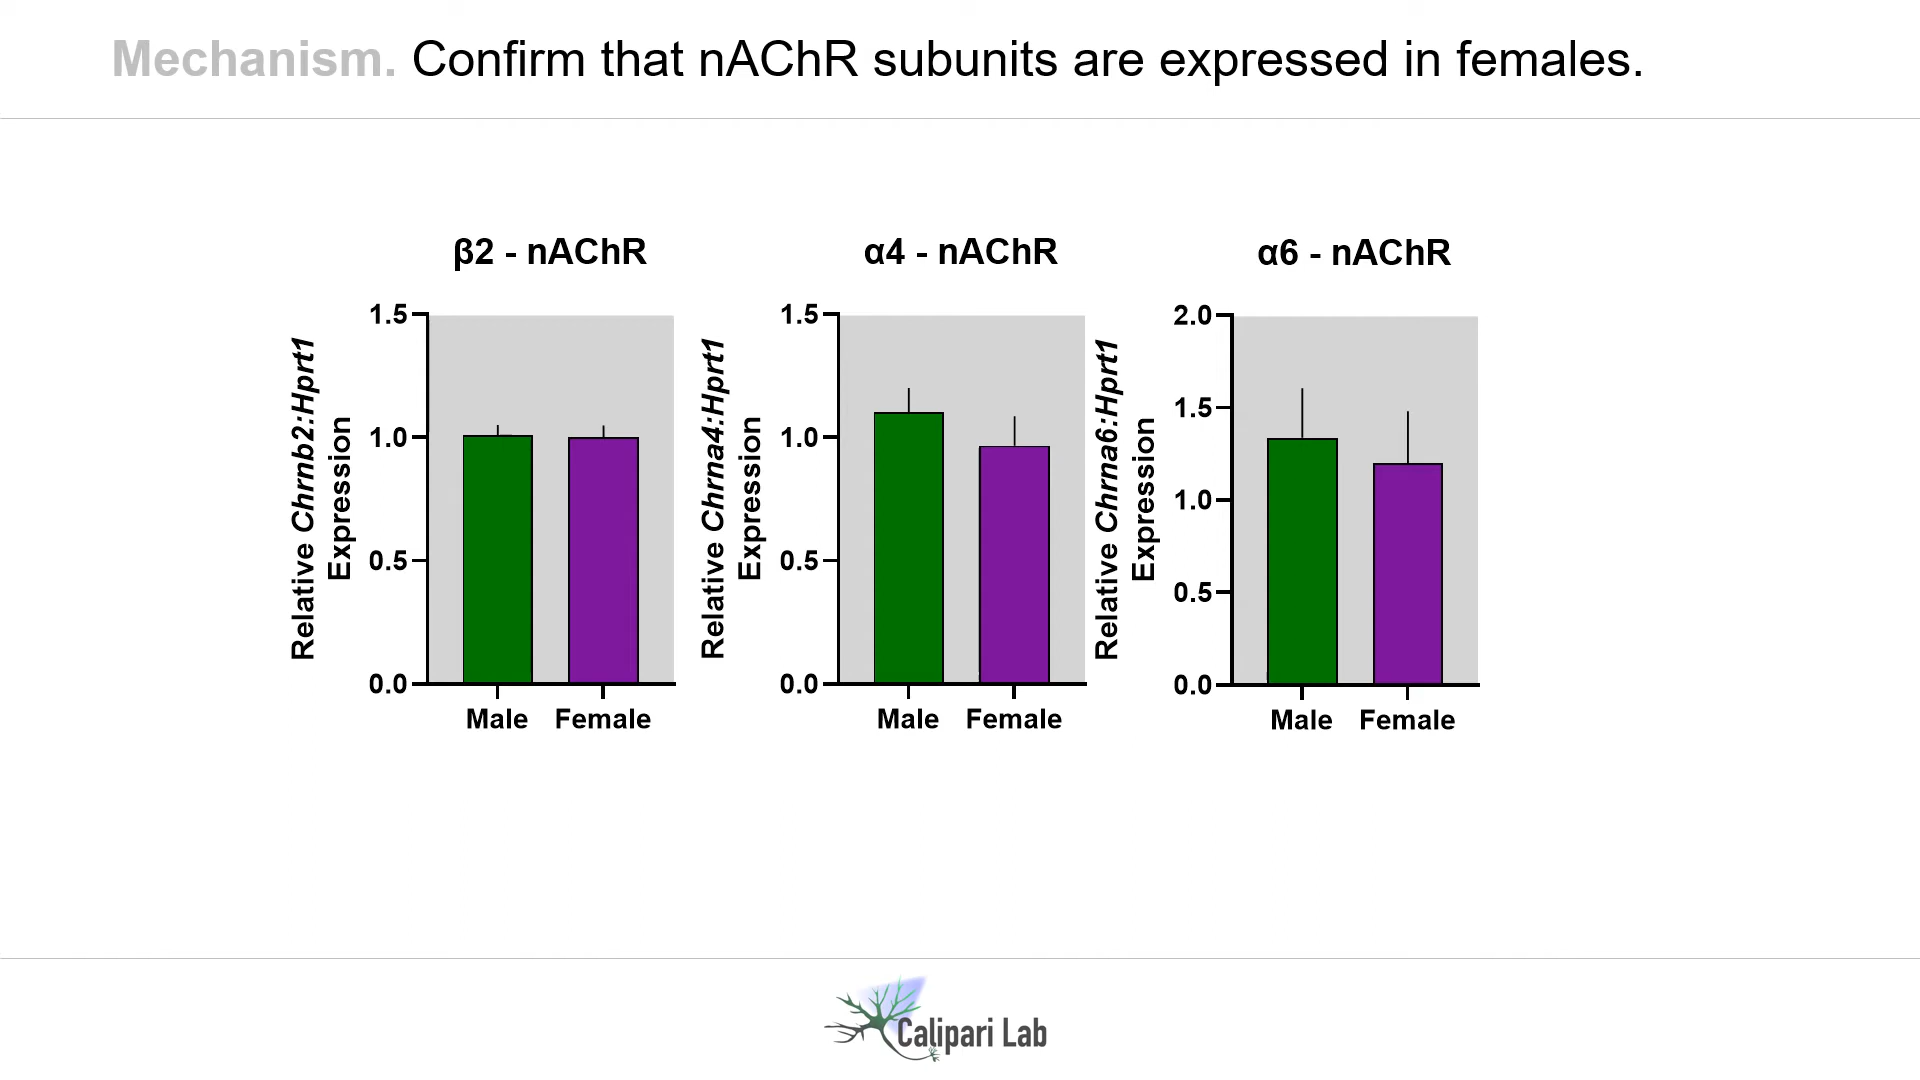 Mechanism. Confirm that nAChR subunits are expressed in females.
β2 - nAChR
Relative Chrnb2:Hprt1
Expression
1.5
1.0
0.5
0.0
Male Female
α4 - nAChR
Relative Chrna4:Hprt1
Expression
1.5
1.0
0.5
0.0
Male Female
α6 - nAChR
Relative Chrna6:Hprt1
Expression
2.0
1.5
1.0
0.5
0.0
Male Female
Calipari Lab